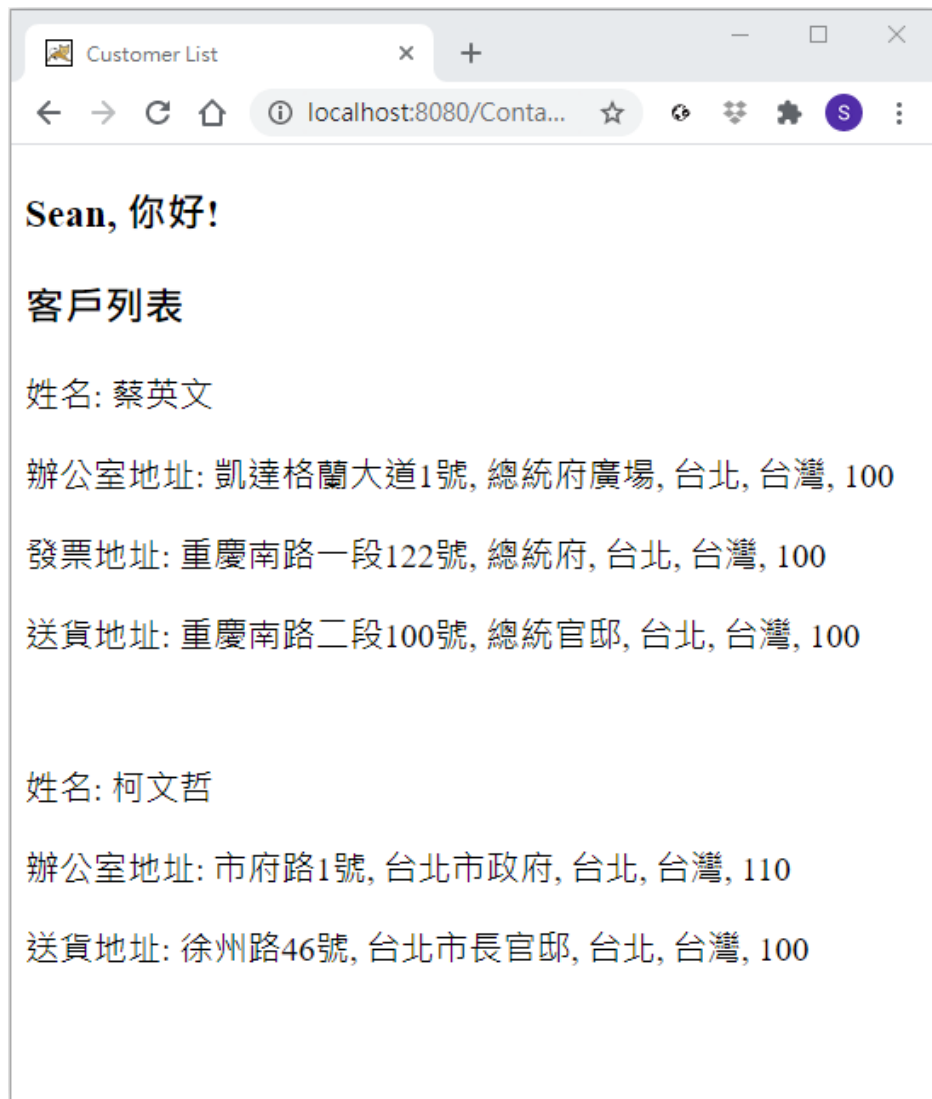 Customer List
localhost:8080/Conta...
S
Sean, 你好!
客戶列表
姓名: 蔡英文
辦公室地址: 凱達格蘭大道1號, 總統府廣場, 台北, 台灣, 100
發票地址: 重慶南路一段122號, 總統府, 台北, 台灣, 100
送貨地址: 重慶南路二段100號, 總統官邸, 台北, 台灣, 100
姓名: 柯文哲
辦公室地址: 市府路1號, 台北市政府, 台北, 台灣, 110
送貨地址: 徐州路46號, 台北市長官邸, 台北, 台灣, 100